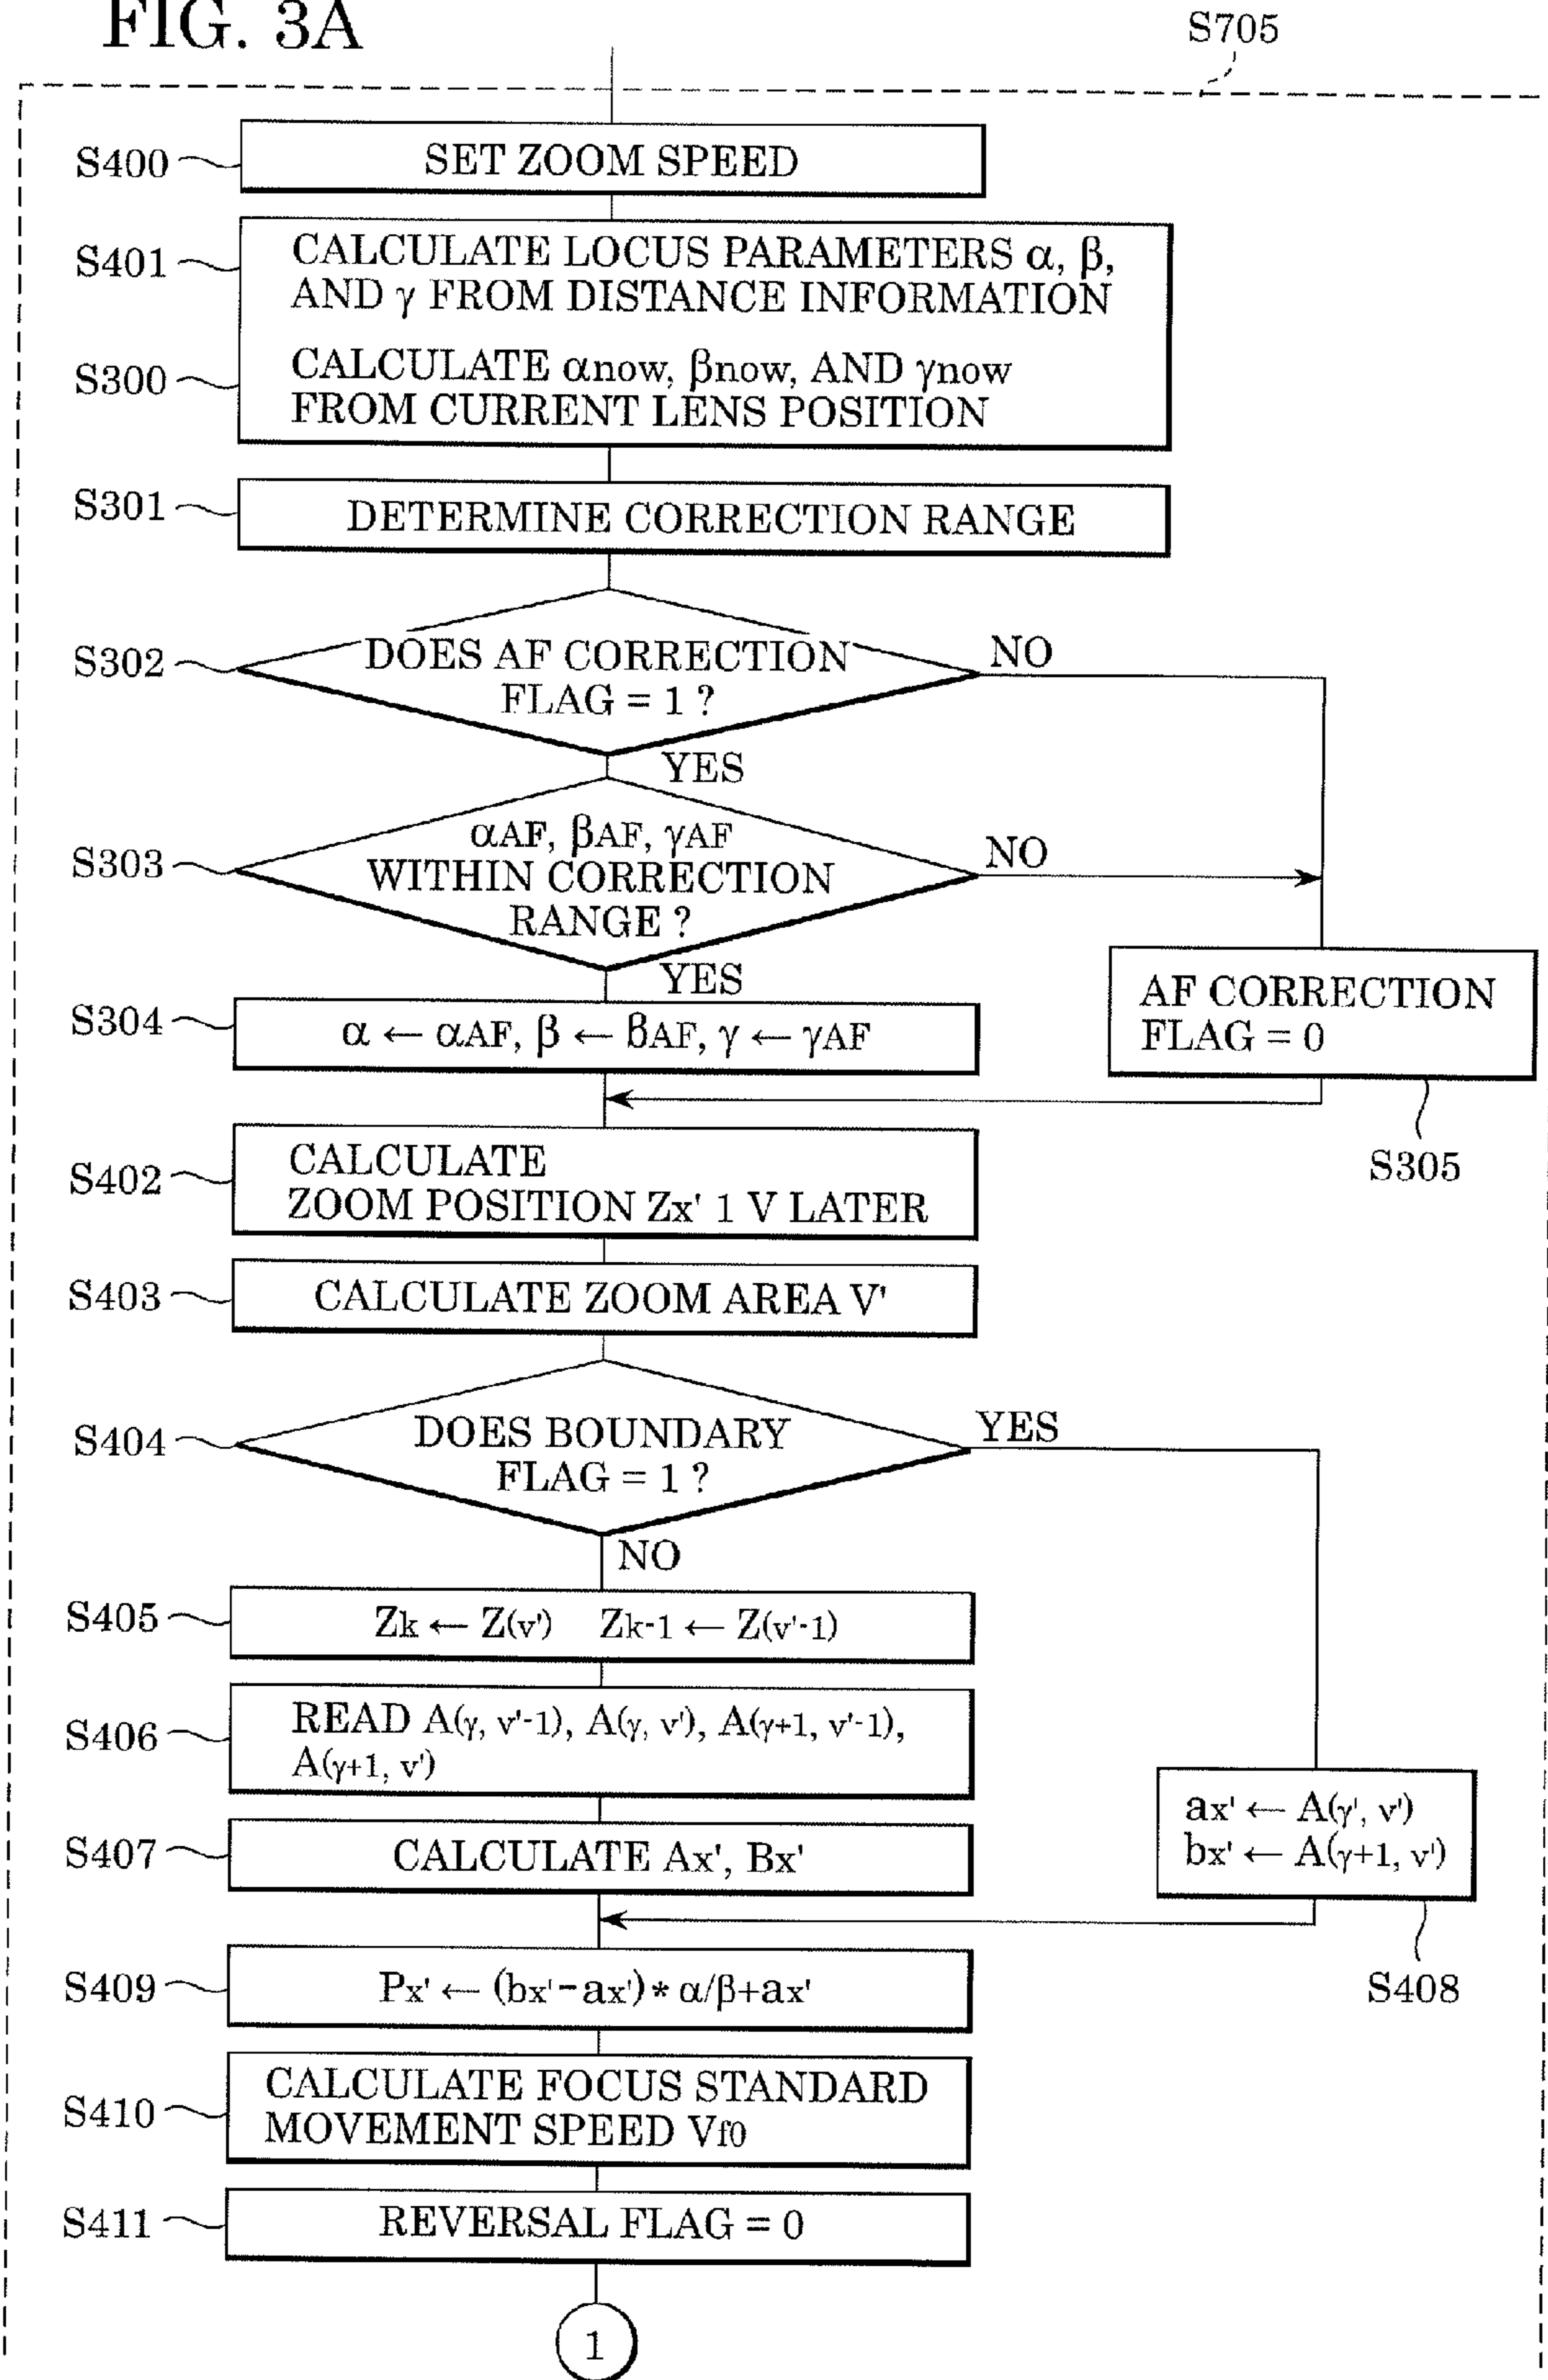 FIG. 3A
S705
S400
SET ZOOM SPEED
S401
CALCULATE LOCUS PARAMETERS α, β,
AND γ FROM DISTANCE INFORMATION
S300
CALCULATE αnow, βnow, AND γnow
FROM CURRENT LENS POSITION
S301
DETERMINE CORRECTION RANGE
S302
DOES AF CORRECTION
FLAG = 1 ?
NO
YES
S303
αAF, βAF, γAF
WITHIN CORRECTION
RANGE ?
NO
YES
S304
α ← αAF, β ← βAF, γ ← γAF
AF CORRECTION
FLAG = 0
S305
S402
CALCULATE
ZOOM POSITION Zx' 1 V LATER
S403
CALCULATE ZOOM AREA V'
S404
DOES BOUNDARY
FLAG = 1 ?
YES
NO
S405
Zk ← Z(v') Zk-1 ← Z(v'-1)
S406
READ A(γ, v'-1), A(γ, v'), A(γ+1, v'-1),
A(γ+1, v')
S407
CALCULATE Ax', Bx'
ax' ← A(γ', v')
bx' ← A(γ+1, v')
S408
S409
Px' ← (bx'-ax')* α/β+ax'
S410
CALCULATE FOCUS STANDARD
MOVEMENT SPEED Vf0
S411
REVERSAL FLAG = 0
1